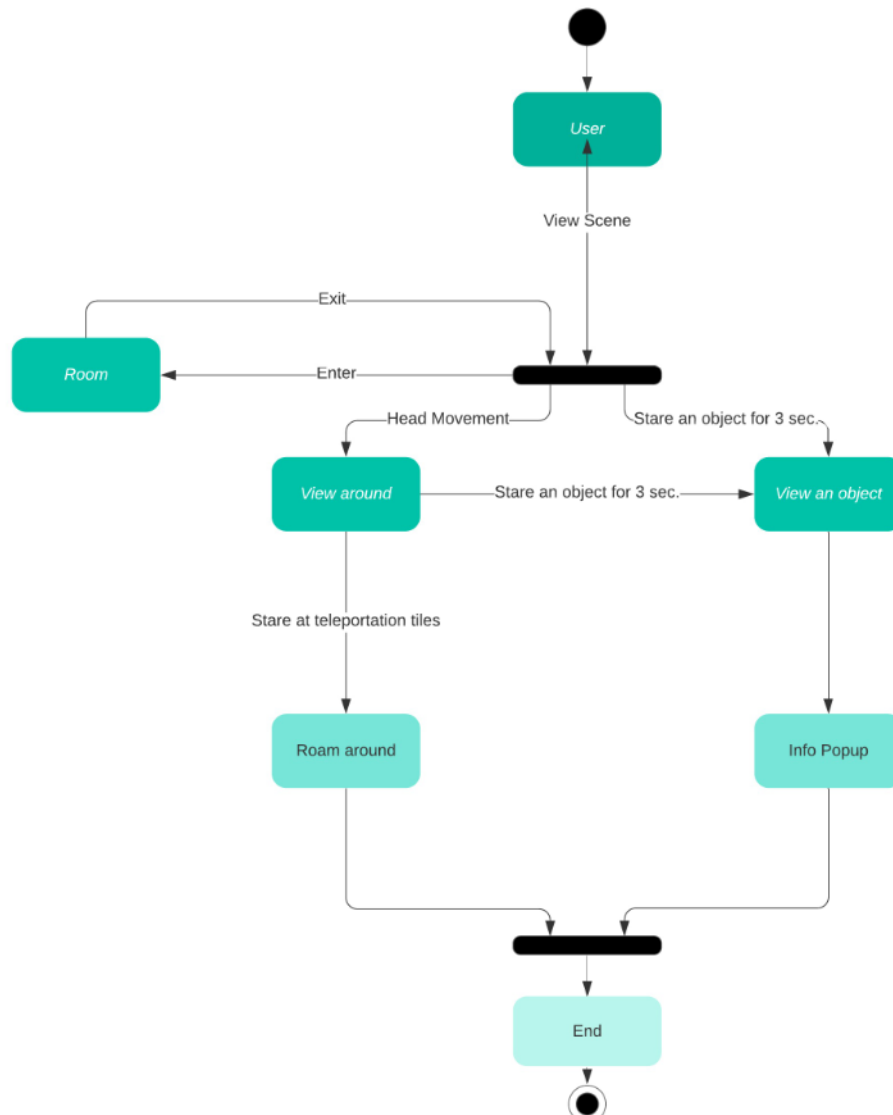 User
View Scene
Exit
Room
Enter
Head Movement
Stare an object for 3 sec.
View around
Stare an object for 3 sec.
View an object
Stare at teleportation tiles
Roam around
Info Popup
End